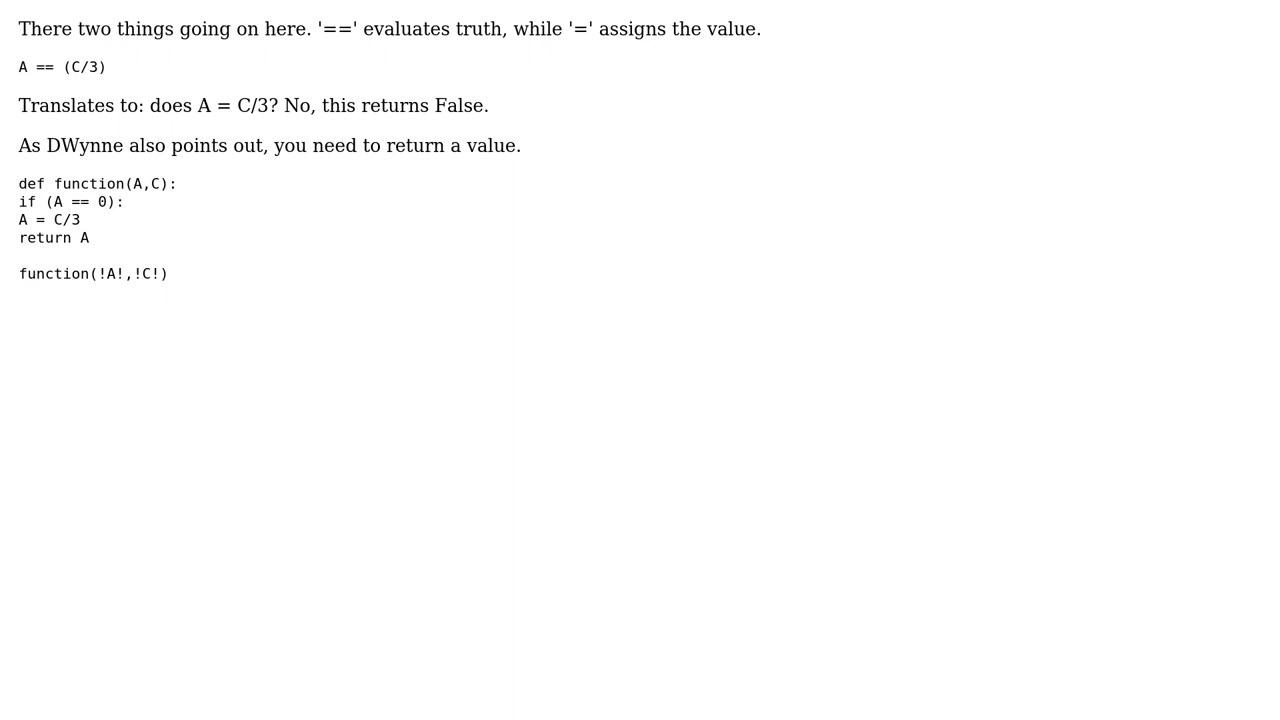 There two things going on here. '==' evaluates truth, while '=' assigns the value.
A == (C/3)
Translates to: does A = C/3? No, this returns False.
As DWynne also points out, you need to return a value.
def function(A,C):
if (A == 0):
A = C/3
return A
function(!A!,!C!)